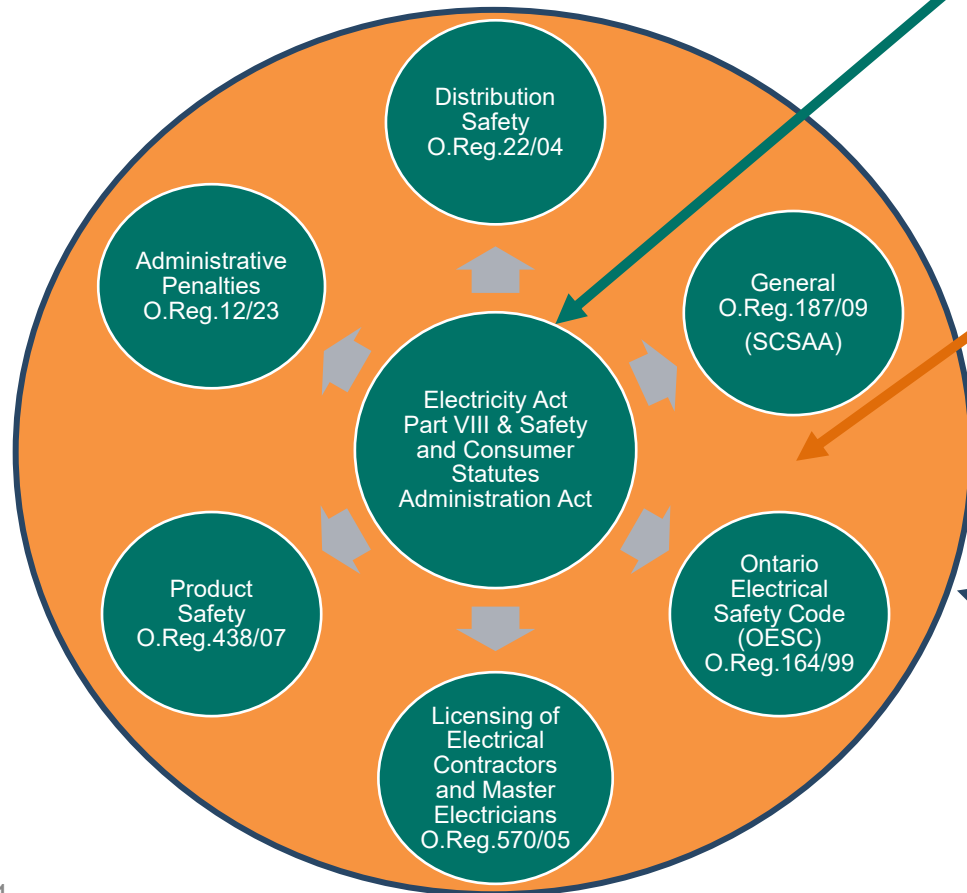 Distribution
Safety
O.Reg.22/04
Administrative
Penalties
O.Reg.12/23
General
O.Reg.187/09
(SCSAA)
Electricity Act
Part VIII & Safety
and Consumer
Statutes
Administration Act
Product
Safety
O.Reg.438/07
Ontario
Electrical
Safety Code
(OESC)
O.Reg.164/99
Licensing of
Electrical
Contractors
and Master
Electricians
O.Reg.570/05